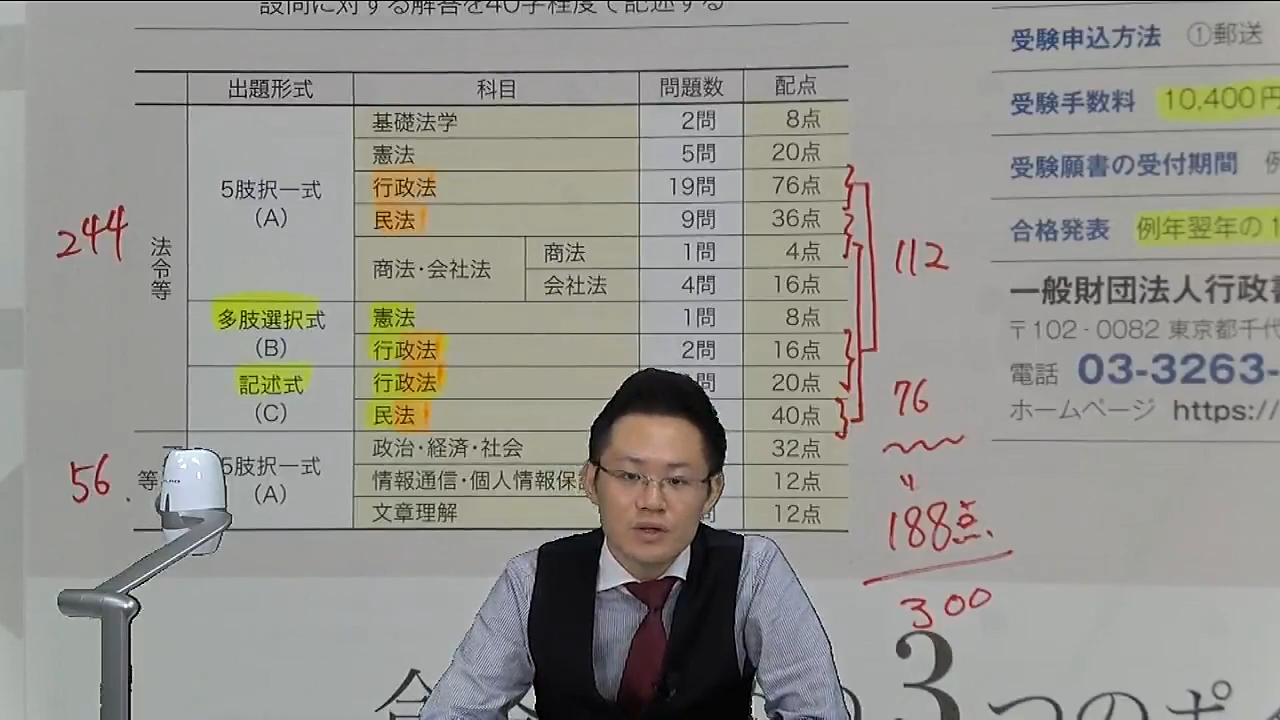 設問に対する解答を40字程度で記述する
出題形式 科目 問題数 配点
法令等
5肢択一式
(A)
基礎法学 2問 8点
憲法 5問 20点
行政法 19問 76点
民法 9問 36点
商法・会社法
商法 1問 4点
会社法 4問 16点
多肢選択式
(B)
憲法 1問 8点
行政法 2問 16点
記述式
(C)
行政法 問 20点
民法 40点
等
5肢択一式
(A)
政治・経済・社会 32点
情報通信・個人情報保 12点
文章理解 12点
244
56
112
76
188点
300
受験申込方法 ①郵送
受験手数料 10,400円
受験願書の受付期間
合格発表 例年翌年の1
一般財団法人行政書
〒102-0082 東京都千代
電話 03-3263-
ホームページ https://
3つのポイ